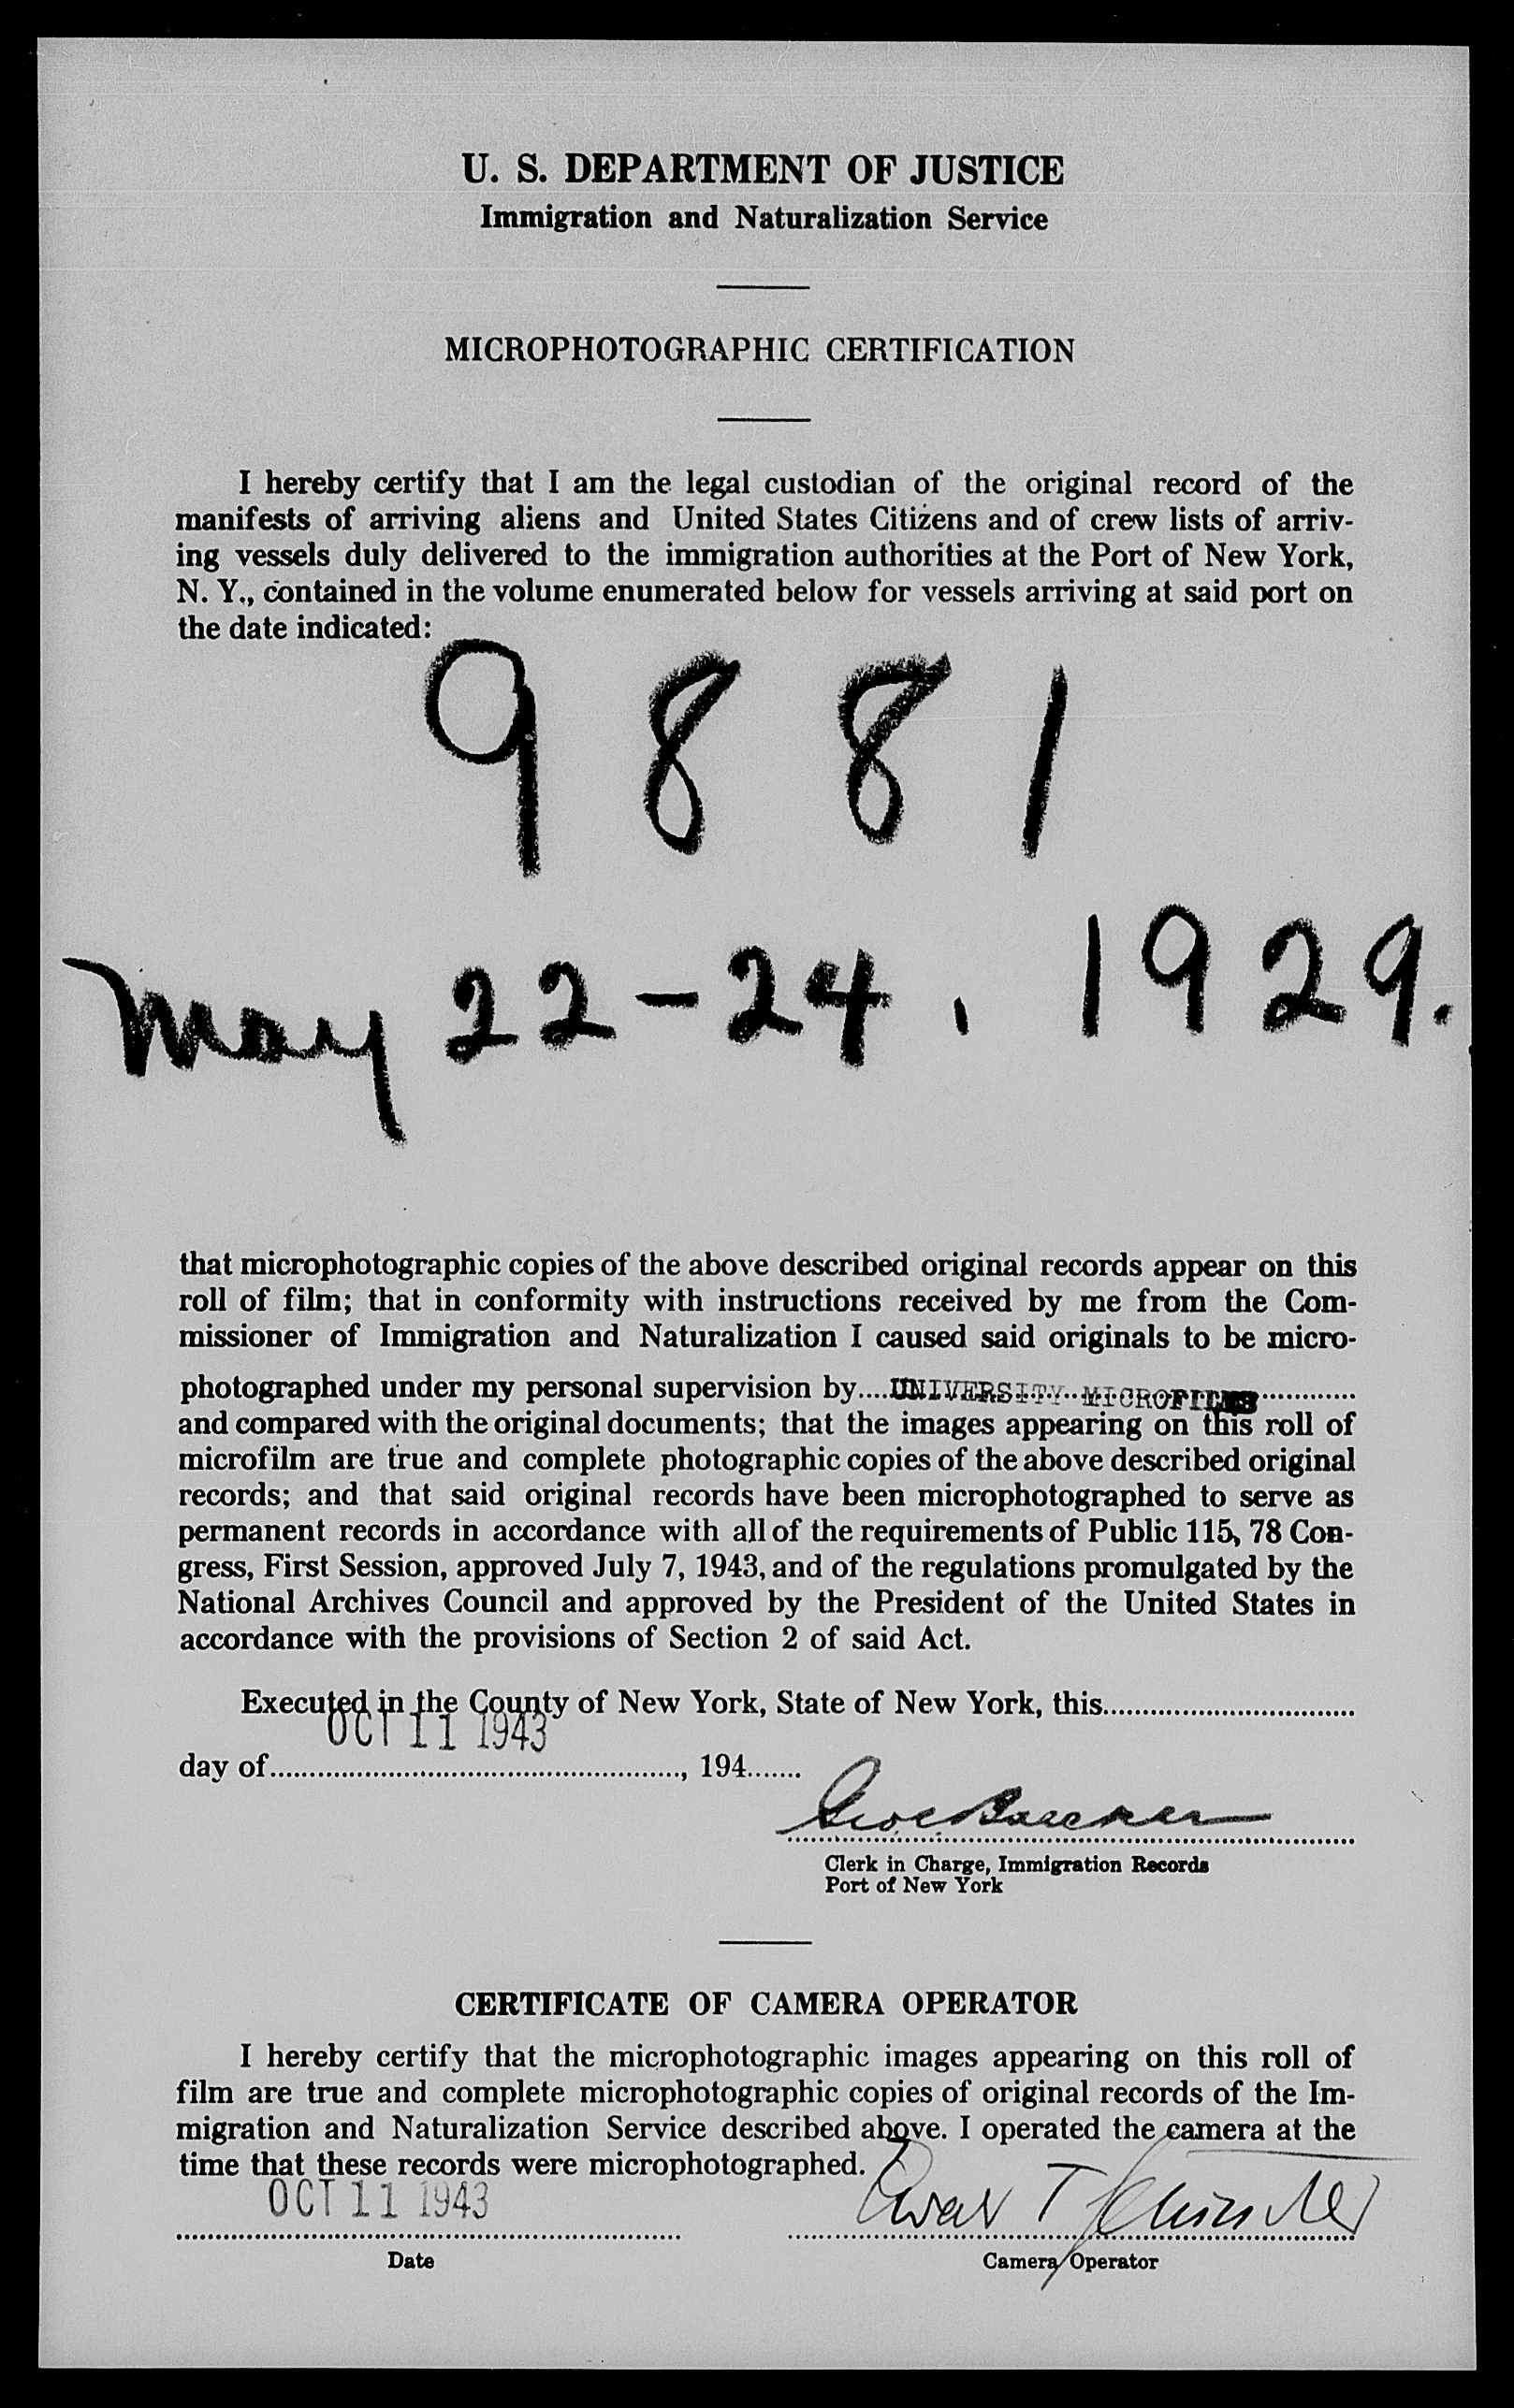 U. S. DEPARTMENT OF JUSTICE
Immigration and Naturalization Service
MICROPHOTOGRAPHIC CERTIFICATION
I hereby certify that I am the legal custodian of the original record of the
manifests of arriving aliens and United States Citizens and of crew lists of arriv-
ing vessels duly delivered to the immigration authorities at the Port of New York,
N. Y., contained in the volume enumerated below for vessels arriving at said port on
the date indicated:
9881
May 22-24, 1929.
that microphotographic copies of the above described original records appear on this
roll of film; that in conformity with instructions received by me from the Com-
missioner of Immigration and Naturalization I caused said originals to be micro-
photographed under my personal supervision by....UNIVERSITY MICROFILMS.............
and compared with the original documents; that the images appearing on this roll of
microfilm are true and complete photographic copies of the above described original
records; and that said original records have been microphotographed to serve as
permanent records in accordance with all of the requirements of Public 115, 78 Con-
gress, First Session, approved July 7, 1943, and of the regulations promulgated by the
National Archives Council and approved by the President of the United States in
accordance with the provisions of Section 2 of said Act.
Executed in the County of New York, State of New York, this................................
OCT 11 1943
day of....................................................., 194.......
Clerk in Charge, Immigration Records
Port of New York
CERTIFICATE OF CAMERA OPERATOR
I hereby certify that the microphotographic images appearing on this roll of
film are true and complete microphotographic copies of original records of the Im-
migration and Naturalization Service described above. I operated the camera at the
time that these records were microphotographed.
OCT 11 1943
Date
Camera Operator